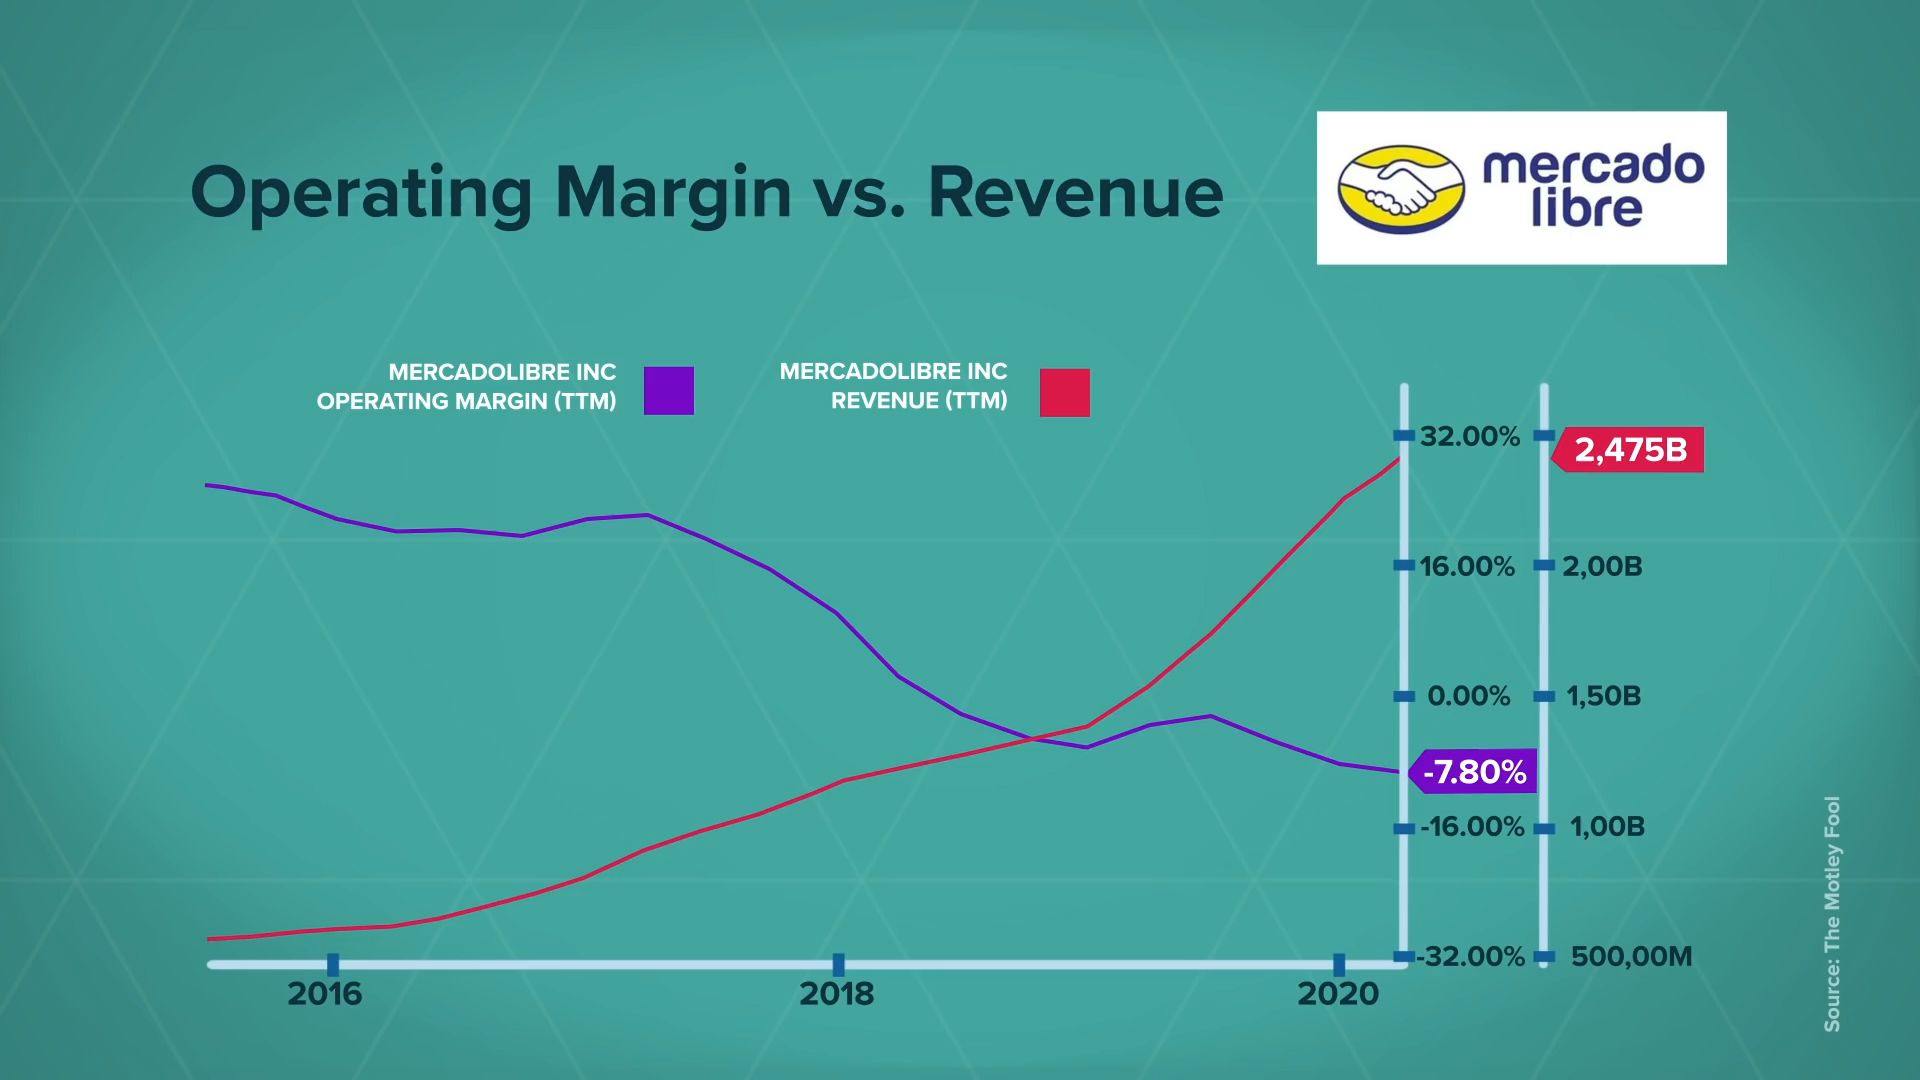 Operating Margin vs. Revenue
mercado
libre
MERCADOLIBRE INC
OPERATING MARGIN (TTM)
MERCADOLIBRE INC
REVENUE (TTM)
32.00%
2,475B
16.00%
2,00B
0.00%
1,50B
-7.80%
-16.00%
1,00B
-32.00%
500,00M
2016
2018
2020
Source: The Motley Fool